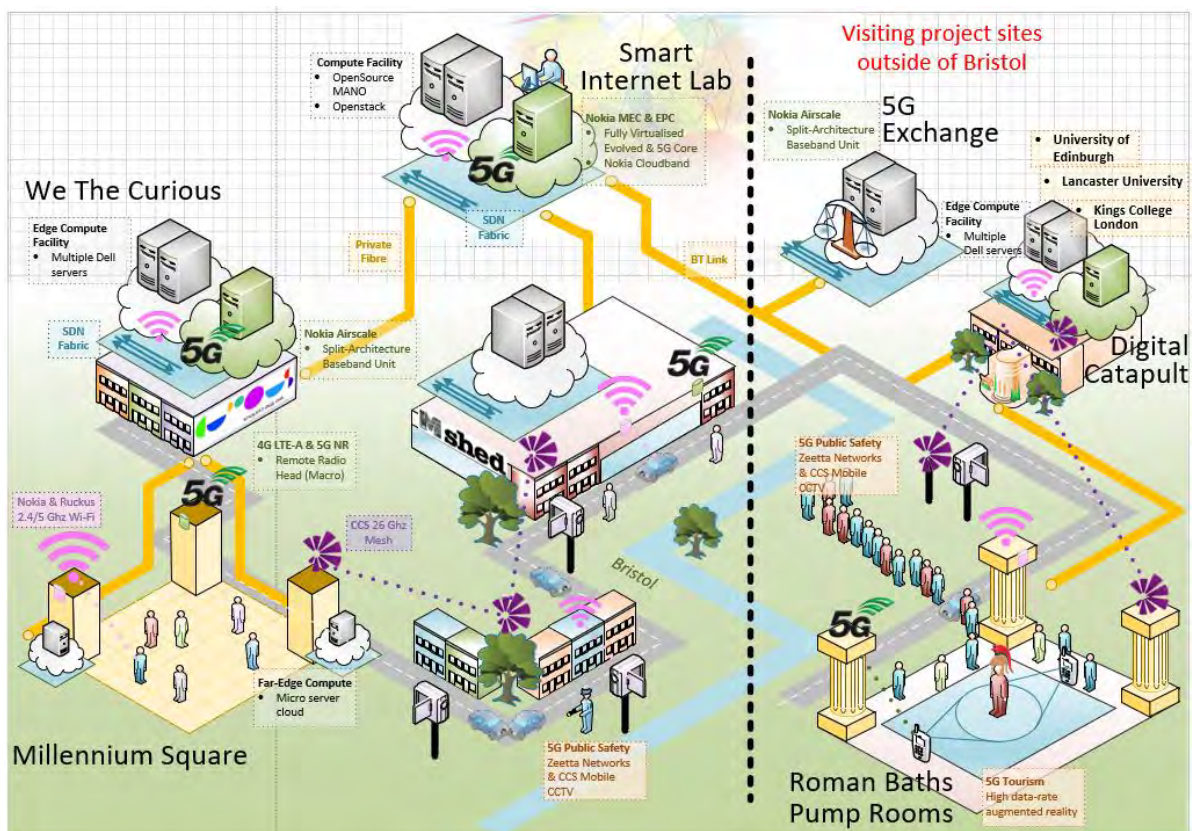 Visiting project sites
outside of Bristol
Smart
Internet Lab
Compute Facility
• OpenSource
MANO
• Openstack
Nokia MEC & EPC
• Fully Virtualised
Evolved & 5G Core
• Nokia Cloudband
5G
SDN
Fabric
Private
Fibre
BT Link
Nokia Airscale
• Split-Architecture
Baseband Unit
5G
Exchange
• University of
Edinburgh
• Lancaster University
• Kings College
London
Edge Compute
Facility
• Multiple
Dell servers
Digital
Catapult
We The Curious
Edge Compute
Facility
• Multiple Dell
servers
SDN
Fabric
5G
Nokia Airscale
• Split-Architecture
Baseband Unit
M shed
5G
4G LTE-A & 5G NR
• Remote Radio
Head (Macro)
5G
Nokia & Ruckus
2.4/5 Ghz Wi-Fi
CCS 26 Ghz
Mesh
Bristol
5G Public Safety
Zeetta Networks
& CCS Mobile
CCTV
Far-Edge Compute
• Micro server
cloud
Millennium Square
5G Public Safety
Zeetta Networks
& CCS Mobile
CCTV
5G
Roman Baths
Pump Rooms
5G Tourism
High data-rate
augmented reality